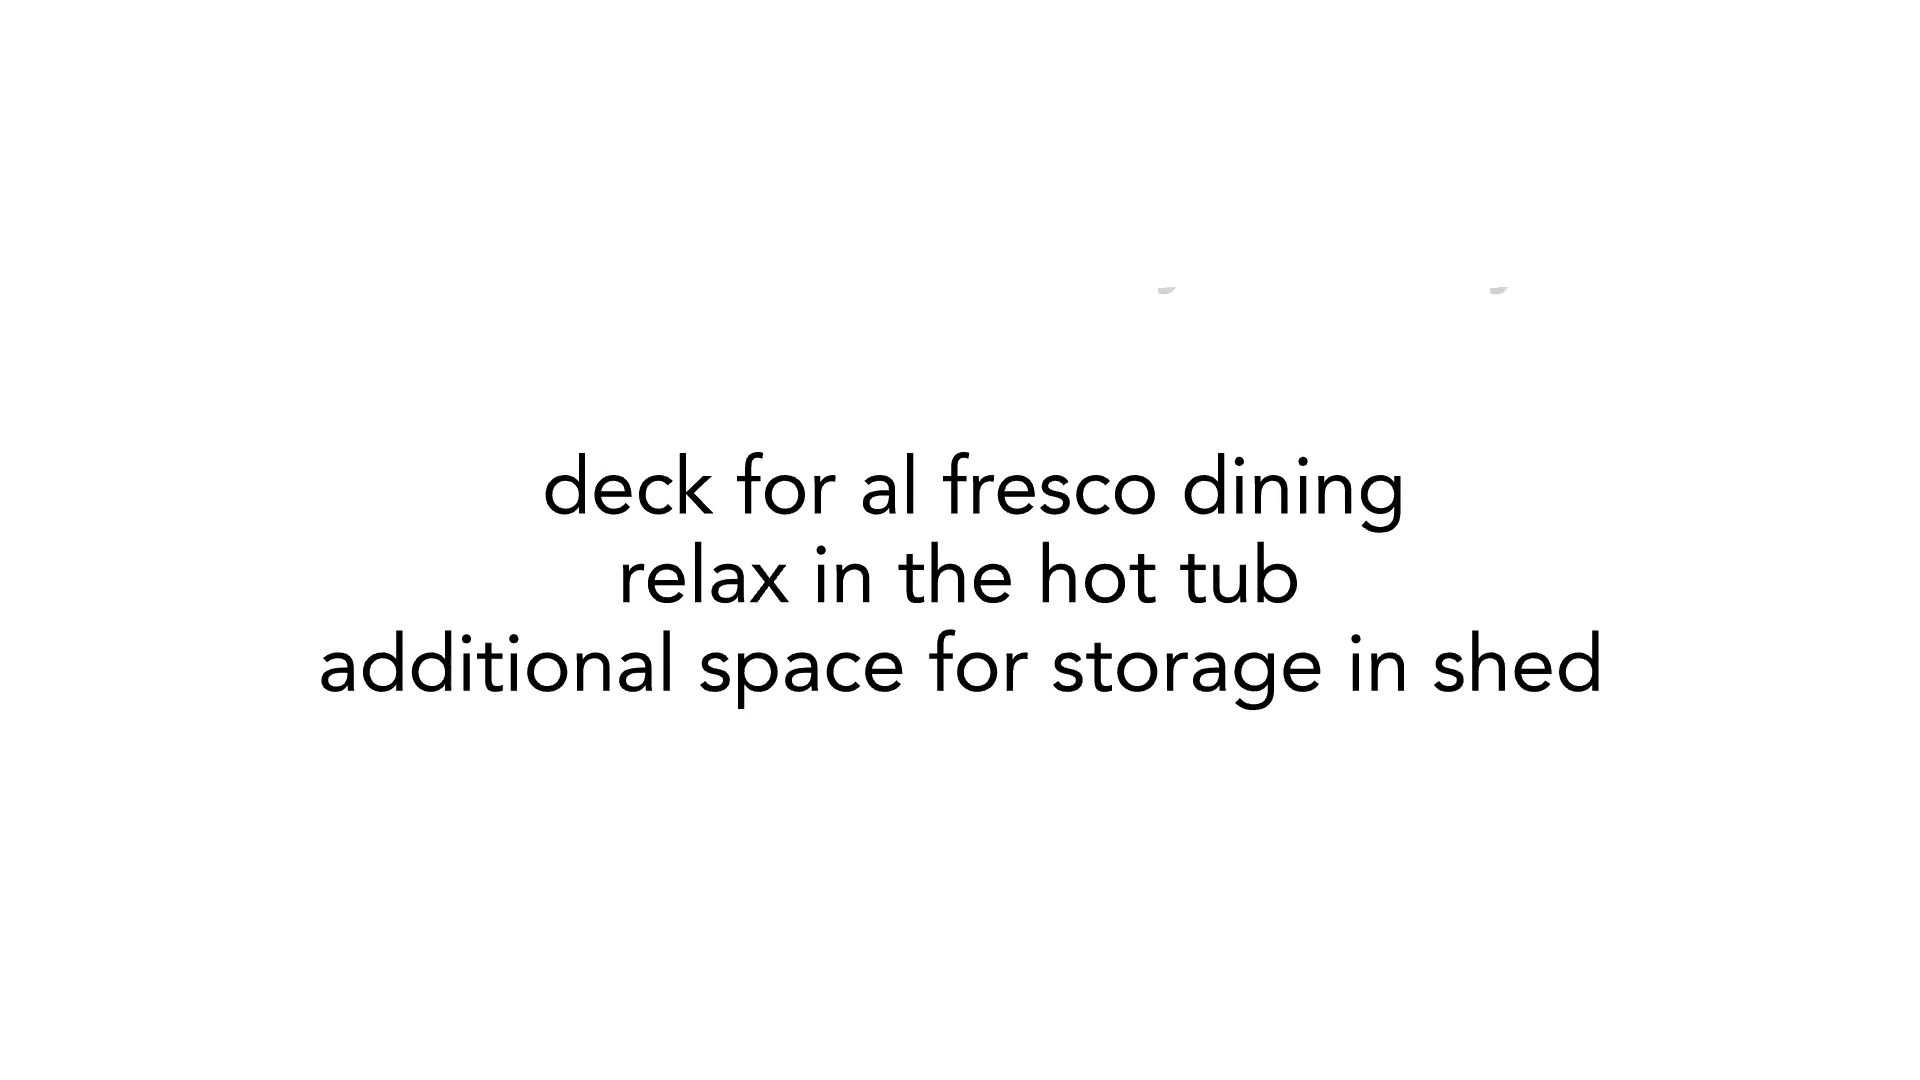 deck for al fresco dining
relax in the hot tub
additional space for storage in shed